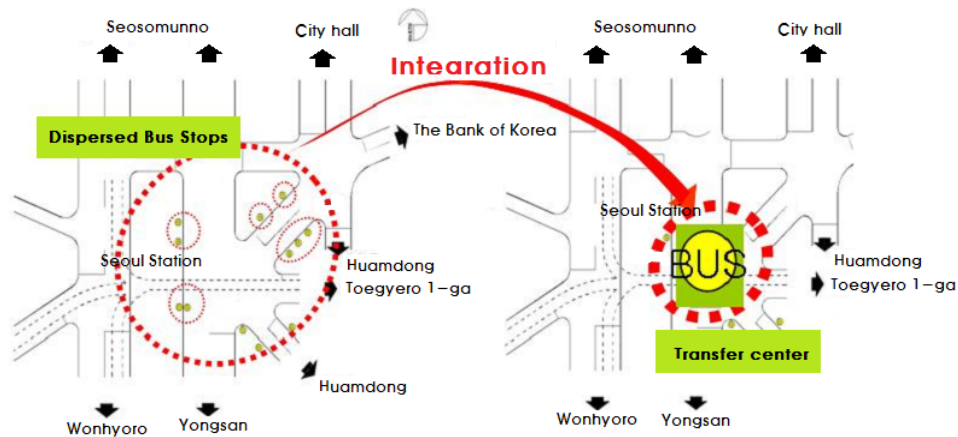 Seosomunno
City hall
Seosomunno
City hall
Intearation
Dispersed Bus Stops
The Bank of Korea
Seoul Station
Seoul Station
BUS
Huamdong
Toegyero 1-ga
Huamdong
Toegyero 1-ga
Transfer center
Huamdong
Wonhyoro
Yongsan
Wonhyoro
Yongsan